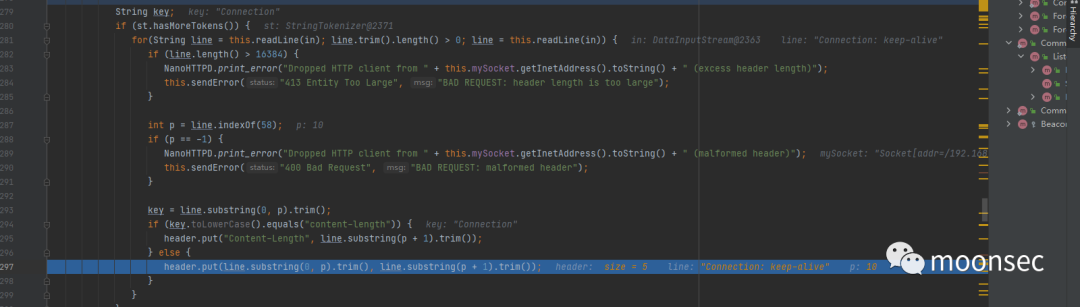 279 String key; key: "Connection"
280 if (st.hasMoreTokens()) { st: StringTokenizer@2371
281 for(String line = this.readLine(in); line.trim().length() > 0; line = this.readLine(in)) { in: DataInputStream@2363 line: "Connection: keep-alive"
282 if (line.length() > 16384) {
283 NanoHTTPD.print_error("Dropped HTTP client from " + this.mySocket.getInetAddress().toString() + " (excess header length)");
284 this.sendError( status: "413 Entity Too Large", msg: "BAD REQUEST: header length is too large");
285 }
286
287 int p = line.indexOf(58); p: 10
288 if (p == -1) {
289 NanoHTTPD.print_error("Dropped HTTP client from " + this.mySocket.getInetAddress().toString() + " (malformed header)"); mySocket: "Socket[addr=/192.168
290 this.sendError( status: "400 Bad Request", msg: "BAD REQUEST: malformed header");
291 }
292
293 key = line.substring(0, p).trim();
294 if (key.toLowerCase().equals("content-length")) { key: "Connection"
295 header.put("Content-Length", line.substring(p + 1).trim());
296 } else {
297 header.put(line.substring(0, p).trim(), line.substring(p + 1).trim()); header: size = 5 line: "Connection: keep-alive" p: 10
298 }
299 }
Hierarchy
For
For
Comm
List
Comm
Beacon
moonsec